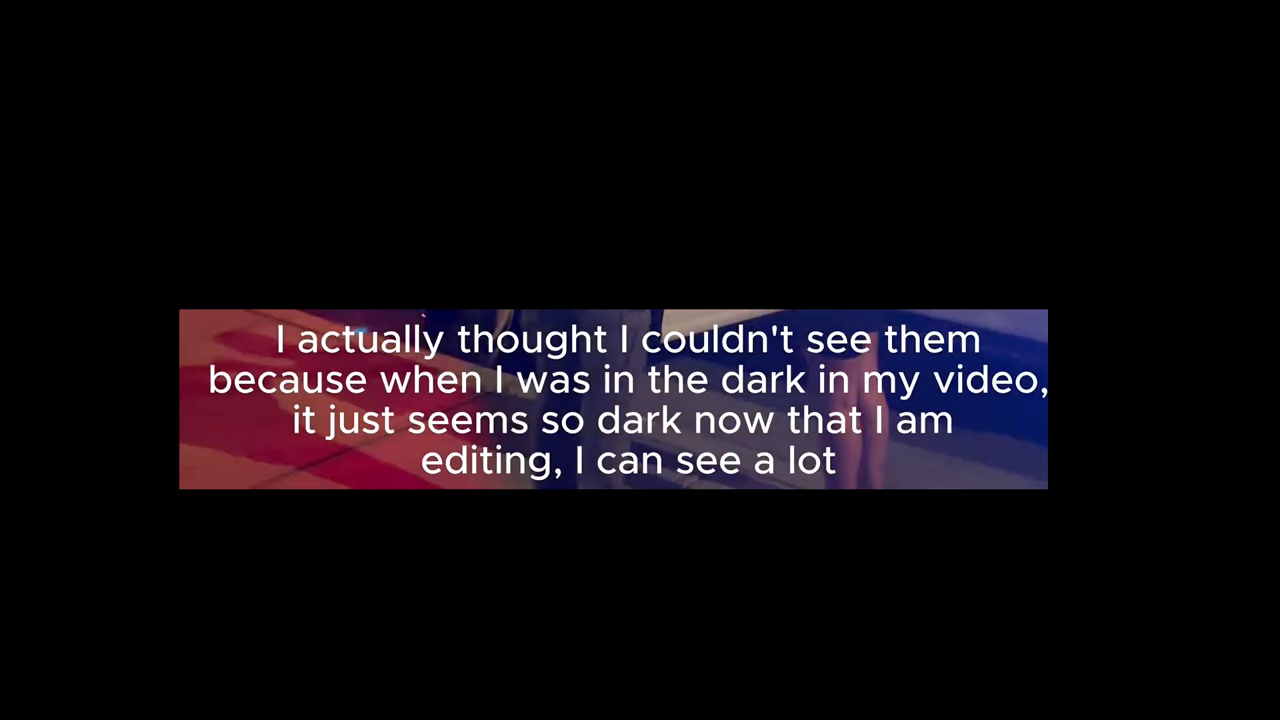 I actually thought I couldn't see them
because when I was in the dark in my video,
it just seems so dark now that I am
editing, I can see a lot